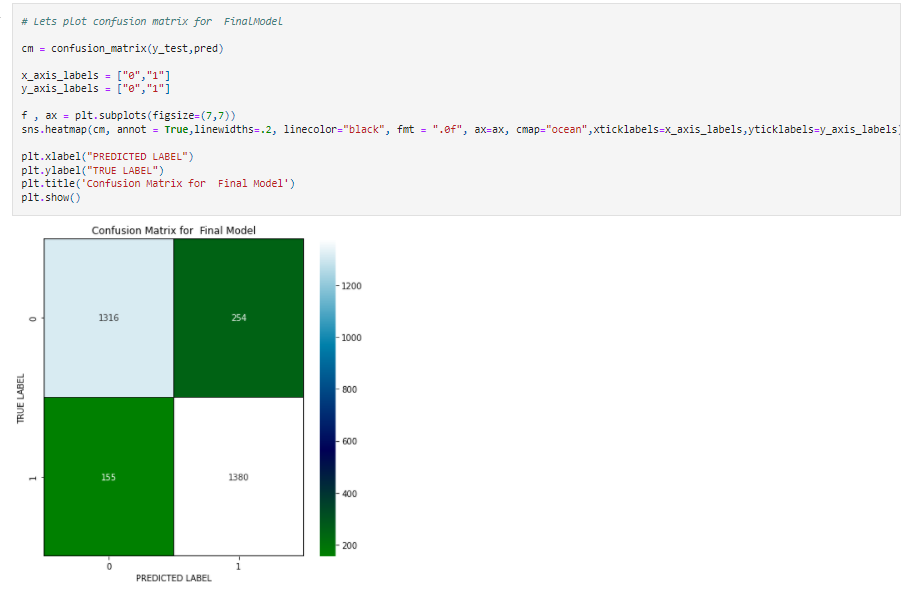 # Lets plot confusion matrix for  FinalModel
cm = confusion_matrix(y_test,pred)
x_axis_labels = ["0","1"]
y_axis_labels = ["0","1"]
f , ax = plt.subplots(figsize=(7,7))
sns.heatmap(cm, annot = True,linewidths=.2, linecolor="black", fmt = ".0f", ax=ax, cmap="ocean",xticklabels=x_axis_labels,yticklabels=y_axis_labels)
plt.xlabel("PREDICTED LABEL")
plt.ylabel("TRUE LABEL")
plt.title('Confusion Matrix for  Final Model')
plt.show()
Confusion Matrix for  Final Model
TRUE LABEL
0
1316
254
1
155
1380
0
1
PREDICTED LABEL
1200
1000
800
600
400
200